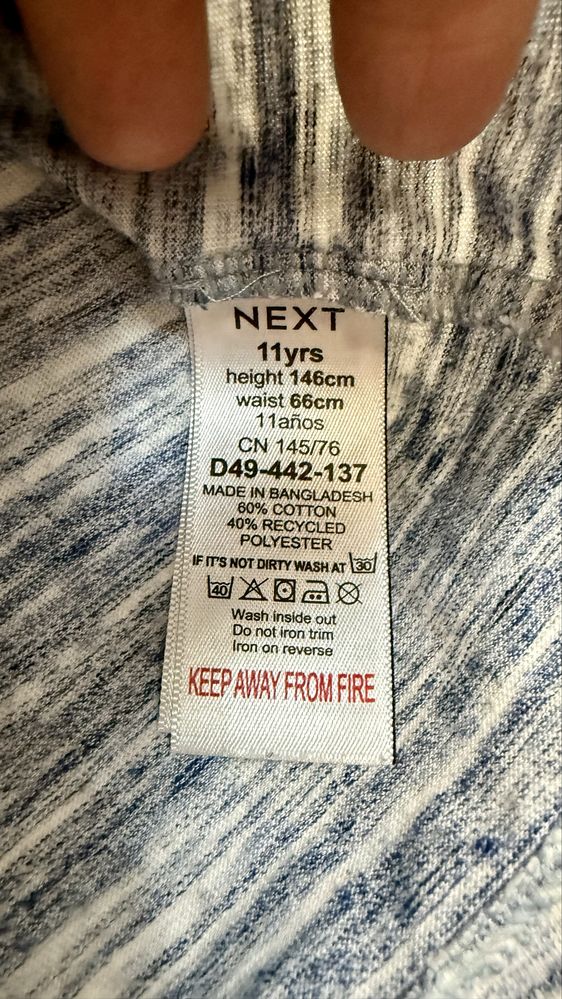 NEXT
11yrs
height 146cm
waist 66cm
11años
CN 145/76
D49-442-137
MADE IN BANGLADESH
60% COTTON
40% RECYCLED
POLYESTER
IF IT'S NOT DIRTY WASH AT 30
40
Wash inside out
Do not iron trim
Iron on reverse
KEEP AWAY FROM FIRE